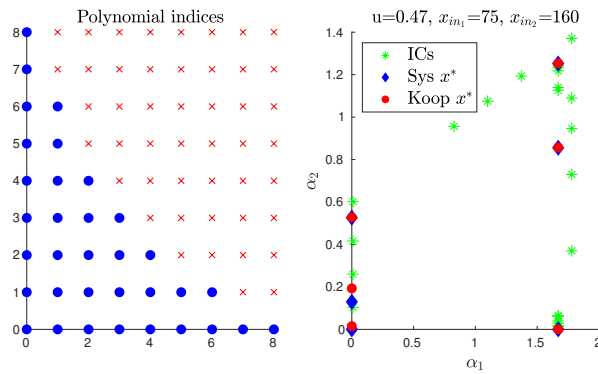 Polynomial indices
8
7
6
5
4
3
2
1
0
0 2 4 6 8
u=0.47, x_{in_1}=75, x_{in_2}=160
1.4
1.2
1
0.8
0.6
0.4
0.2
0
α_2
ICs
Sys x*
Koop x*
0 0.5 1 1.5 2
α_1